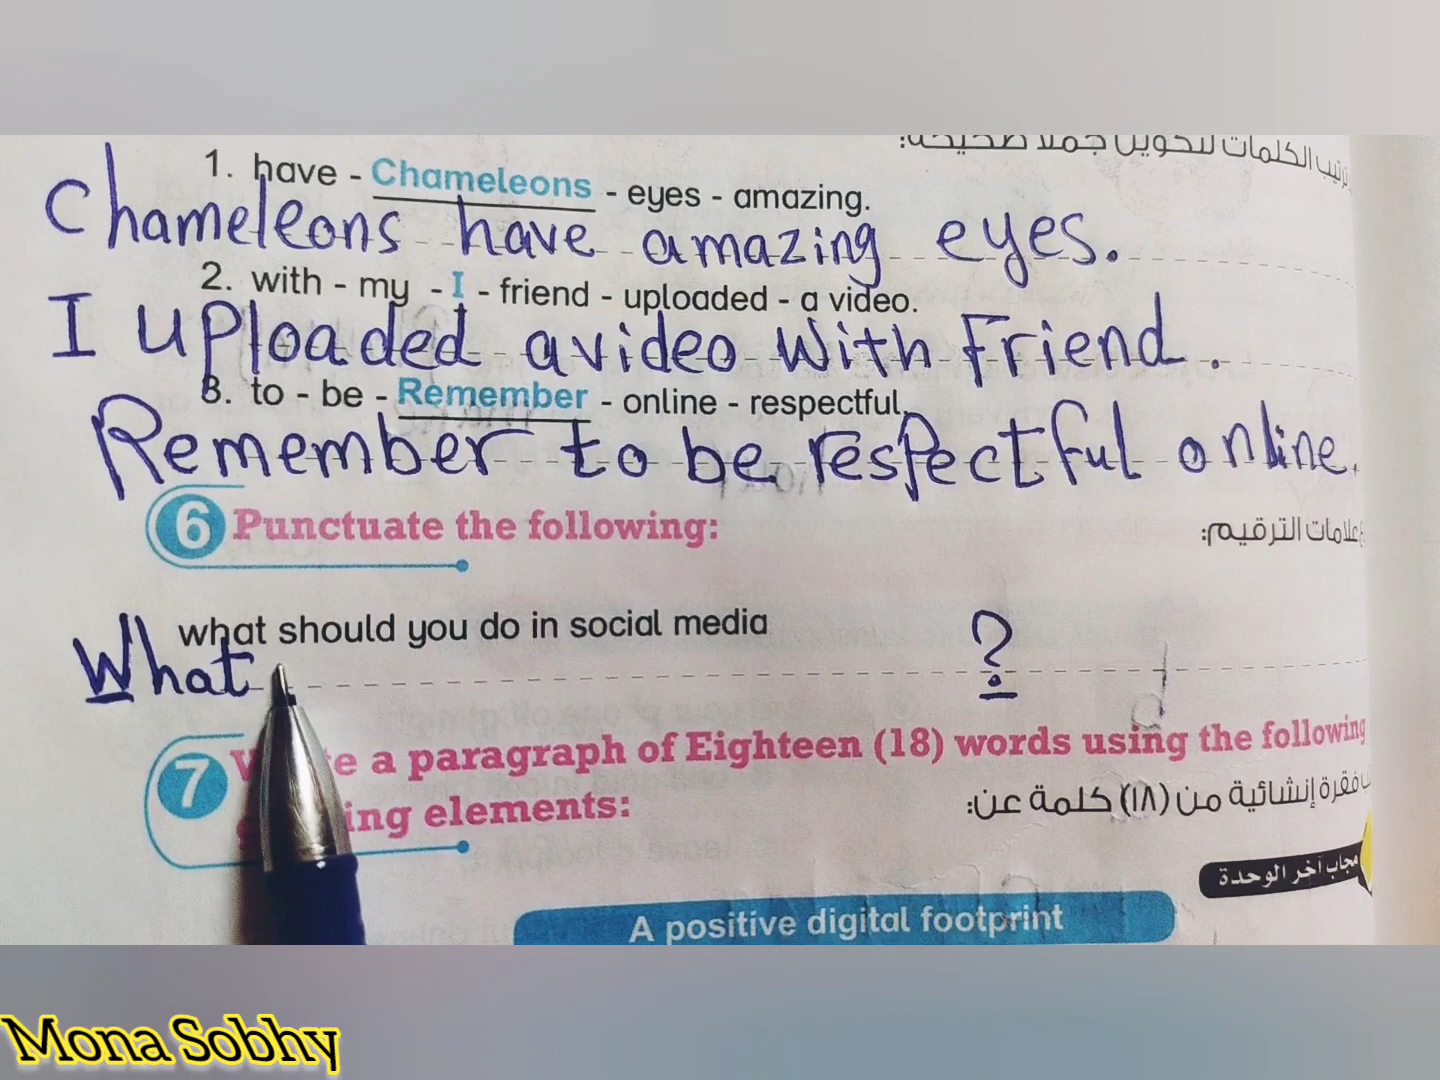 ترتيب الكلمات لتكوين جملا صحيحة:
1. have - Chameleons - eyes - amazing.
Chameleons have amazing eyes.
2. with - my - I - friend - uploaded - a video.
I uploaded a video with Friend.
3. to - be - Remember - online - respectful.
Remember to be respectful online.
6 Punctuate the following:
علامات الترقيم:
what should you do in social media
What ?
7 a paragraph of Eighteen (18) words using the following
elements:
فقرة إنشائية من (١٨) كلمة عن:
مجاب آخر الوحدة
A positive digital footprint
Mona Sobhy